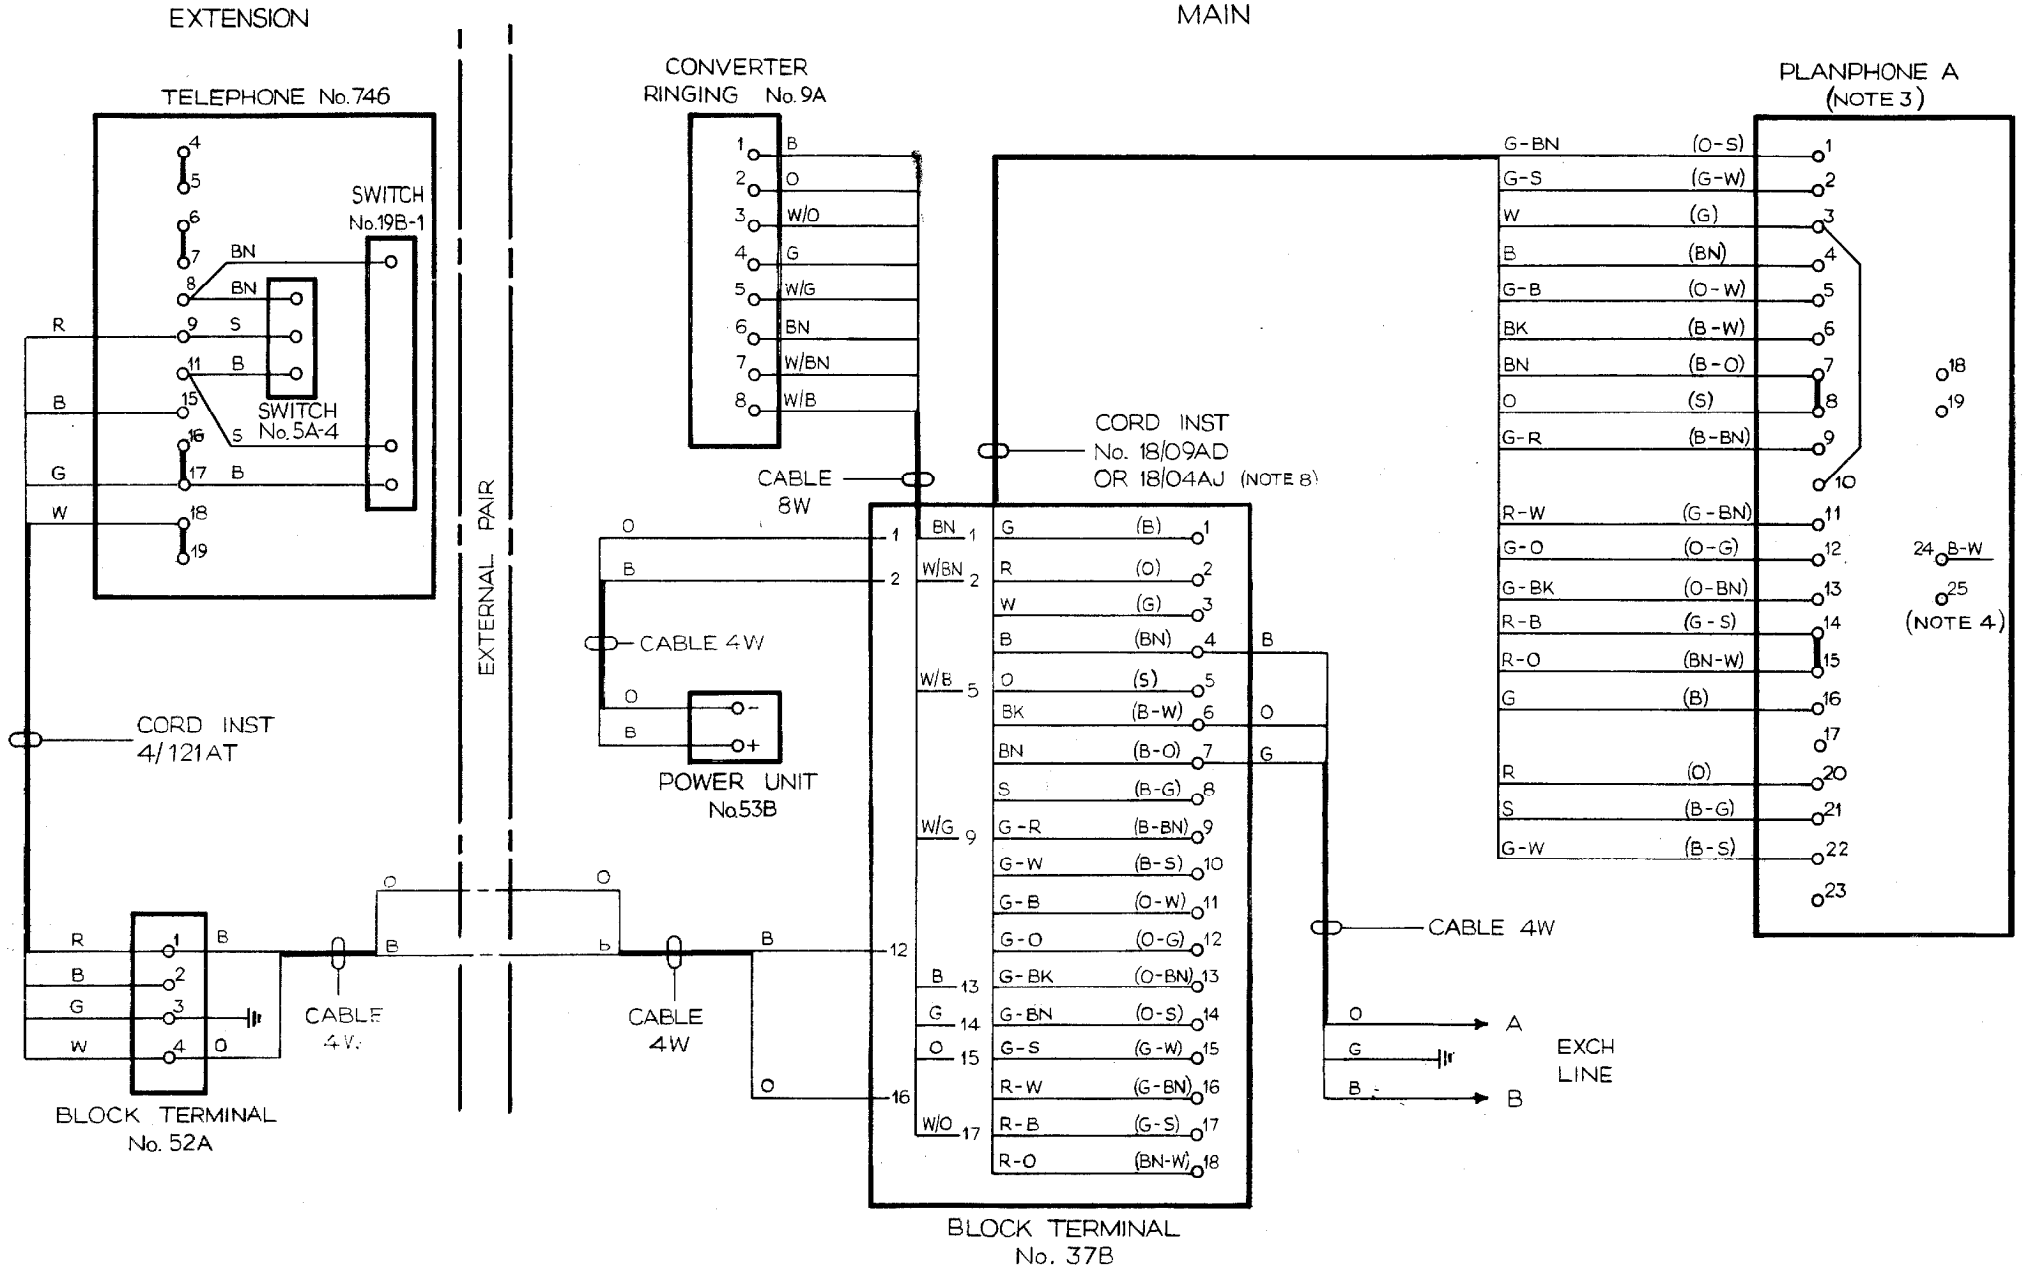 EXTENSION
MAIN
TELEPHONE No.746
4
5
6
7
8
9
11
15
16
17
18
19
SWITCH
No.19B-1
BN
BN
S
B
S
B
SWITCH
No.5A-4
R
B
G
W
CORD INST
4/121AT
R
B
G
W
1
2
3
4
B
O
BLOCK TERMINAL
No. 52A
CABLE
O
B
EXTERNAL PAIR
O
b
CABLE
4W
B
O
CONVERTER
RINGING No.9A
1 B
2 O
3 W/O
4 G
5 W/G
6 BN
7 W/BN
8 W/B
CABLE
8W
O
B
CABLE 4W
O -
B +
POWER UNIT
No.53B
CORD INST
No. 18/09AD
OR 18/04AJ (NOTE 8)
1
2
12
16
BN 1
W/BN 2
W/B 5
W/G 9
B 13
G 14
O 15
W/O 17
G (B) 1
R (O) 2
W (G) 3
B (BN) 4
O (S) 5
BK (B-W) 6
BN (B-O) 7
S (B-G) 8
G-R (B-BN) 9
G-W (B-S) 10
G-B (O-W) 11
G-O (O-G) 12
G-BK (O-BN) 13
G-BN (O-S) 14
G-S (G-W) 15
R-W (G-BN) 16
R-B (G-S) 17
R-O (BN-W) 18
BLOCK TERMINAL
No. 37B
B
O
G
CABLE 4W
O A
G
B B
EXCH
LINE
PLANPHONE A
(NOTE 3)
G-BN (O-S) 1
G-S (G-W) 2
W (G) 3
B (BN) 4
G-B (O-W) 5
BK (B-W) 6
BN (B-O) 7
O (S) 8
G-R (B-BN) 9
10
R-W (G-BN) 11
G-O (O-G) 12
G-BK (O-BN) 13
R-B (G-S) 14
R-O (BN-W) 15
G (B) 16
17
R (O) 20
S (B-G) 21
G-W (B-S) 22
23
18
19
24 B-W
25
(NOTE 4)